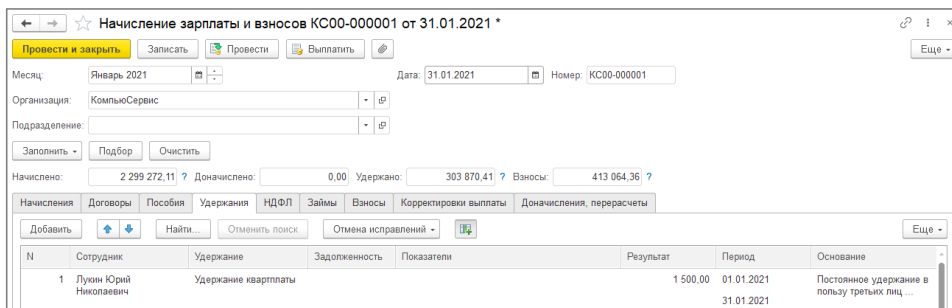 Начисление зарплаты и взносов КС00-000001 от 31.01.2021 *
Провести и закрыть Записать Провести Выплатить Еще
Месяц: Январь 2021 Дата: 31.01.2021 Номер: КС00-000001
Организация: КомпьюСервис
Подразделение:
Заполнить Подбор Очистить
Начислено: 2 299 272,11 ? Доначислено: 0,00 Удержано: 303 870,41 ? Взносы: 413 064,36 ?
Начисления Договоры Пособия Удержания НДФЛ Займы Взносы Корректировки выплаты Доначисления, перерасчеты
Добавить Найти... Отменить поиск Отмена исправлений Еще
N Сотрудник Удержание Задолженность Показатели Результат Период Основание
1 Лукин Юрий Удержание квартплаты 1 500,00 01.01.2021 Постоянное удержание в
Николаевич пользу третьих лиц ...
31.01.2021